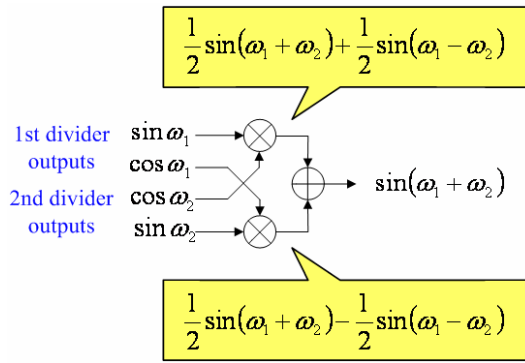 1/2 sin(ω₁ + ω₂) + 1/2 sin(ω₁ − ω₂)
1st divider outputs
sin ω₁
cos ω₁
2nd divider outputs
cos ω₂
sin ω₂
sin(ω₁ + ω₂)
1/2 sin(ω₁ + ω₂) − 1/2 sin(ω₁ − ω₂)